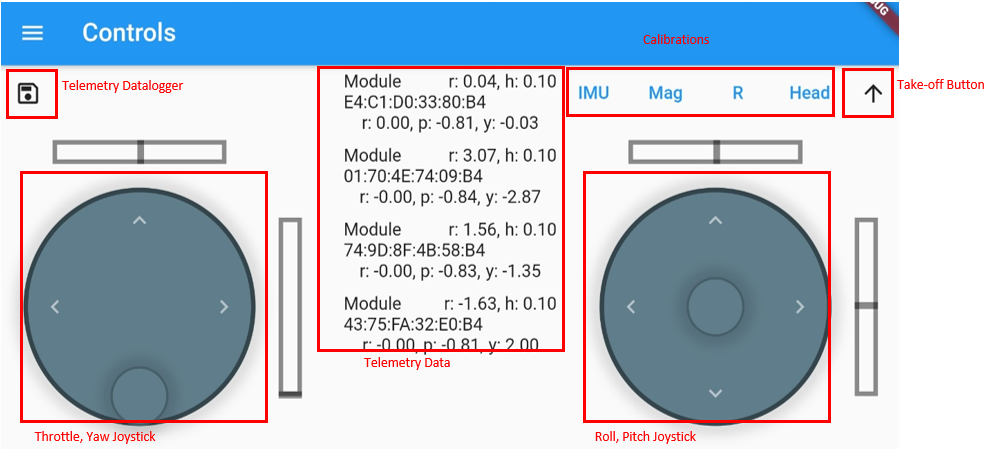 Controls
UG
Calibrations
Telemetry Datalogger
Module r: 0.04, h: 0.10
E4:C1:D0:33:80:B4
r: 0.00, p: -0.81, y: -0.03
Module r: 3.07, h: 0.10
01:70:4E:74:09:B4
r: -0.00, p: -0.84, y: -2.87
Module r: 1.56, h: 0.10
74:9D:8F:4B:58:B4
r: -0.00, p: -0.83, y: -1.35
Module r: -1.63, h: 0.10
43:75:FA:32:E0:B4
r: -0.00, p: -0.81, y: 2.00
IMU Mag R Head
Take-off Button
Telemetry Data
Throttle, Yaw Joystick
Roll, Pitch Joystick